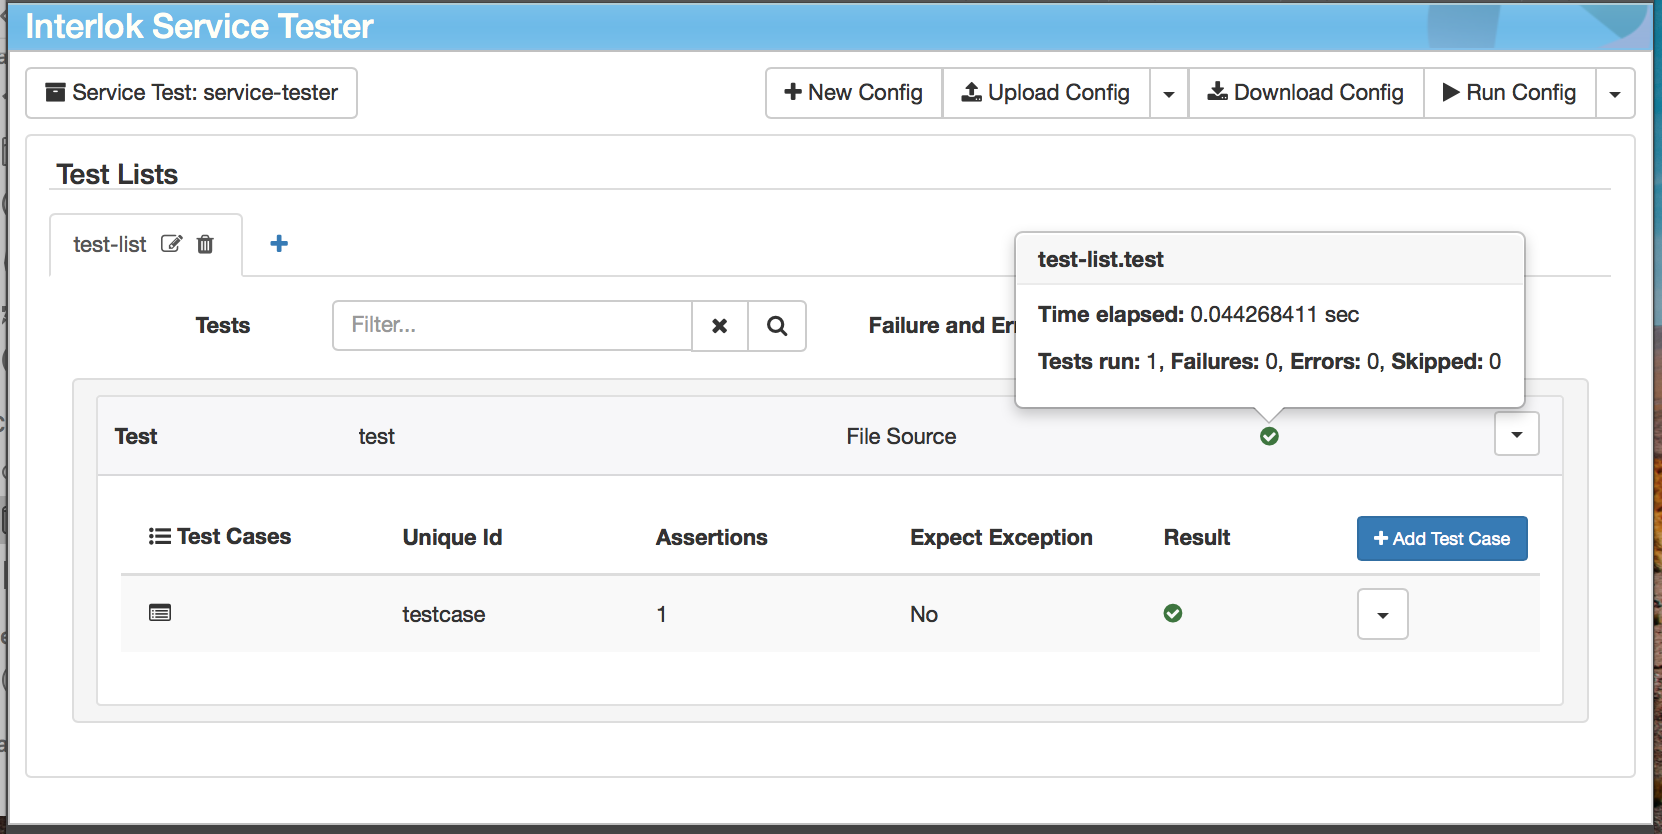 Interlok Service Tester
Service Test: service-tester
New Config
Upload Config
Download Config
Run Config
Test Lists
test-list
test-list.test
Time elapsed: 0.044268411 sec
Tests run: 1, Failures: 0, Errors: 0, Skipped: 0
Tests
Filter...
Failure and Er
Test test File Source
Test Cases Unique Id Assertions Expect Exception Result
Add Test Case
testcase 1 No